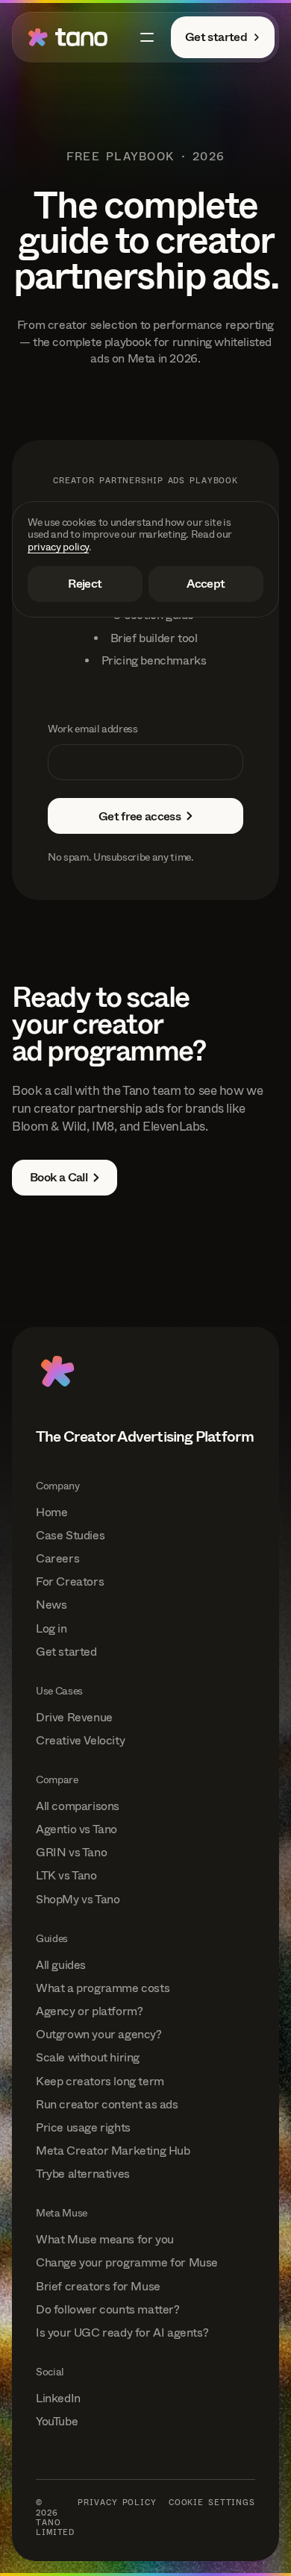 tano
Get started
FREE PLAYBOOK · 2026
The complete
guide to creator
partnership ads.
From creator selection to performance reporting
— the complete playbook for running whitelisted
ads on Meta in 2026.
CREATOR PARTNERSHIP ADS PLAYBOOK
We use cookies to understand how our site is
used and to improve our marketing. Read our
privacy policy.
Reject
Accept
• Brief builder tool
• Pricing benchmarks
Work email address
Get free access
No spam. Unsubscribe any time.
Ready to scale
your creator
ad programme?
Book a call with the Tano team to see how we
run creator partnership ads for brands like
Bloom & Wild, IM8, and ElevenLabs.
Book a Call
The Creator Advertising Platform
Company
Home
Case Studies
Careers
For Creators
News
Log in
Get started
Use Cases
Drive Revenue
Creative Velocity
Compare
All comparisons
Agentio vs Tano
GRIN vs Tano
LTK vs Tano
ShopMy vs Tano
Guides
All guides
What a programme costs
Agency or platform?
Outgrown your agency?
Scale without hiring
Keep creators long term
Run creator content as ads
Price usage rights
Meta Creator Marketing Hub
Trybe alternatives
Meta Muse
What Muse means for you
Change your programme for Muse
Brief creators for Muse
Do follower counts matter?
Is your UGC ready for AI agents?
Social
LinkedIn
YouTube
©
2026
TANO
LIMITED
PRIVACY POLICY
COOKIE SETTINGS